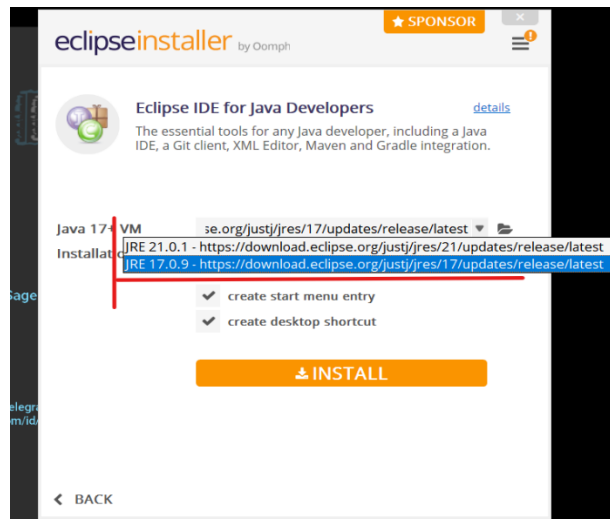 ★ SPONSOR
eclipseinstaller by Oomph
Eclipse IDE for Java Developers
details
The essential tools for any Java developer, including a Java
IDE, a Git client, XML Editor, Maven and Gradle integration.
Java 17+ VM
se.org/justj/jres/17/updates/release/latest
JRE 21.0.1 - https://download.eclipse.org/justj/jres/21/updates/release/latest
Installatio
JRE 17.0.9 - https://download.eclipse.org/justj/jres/17/updates/release/latest
create start menu entry
create desktop shortcut
INSTALL
BACK
sage
elegra
m/id/